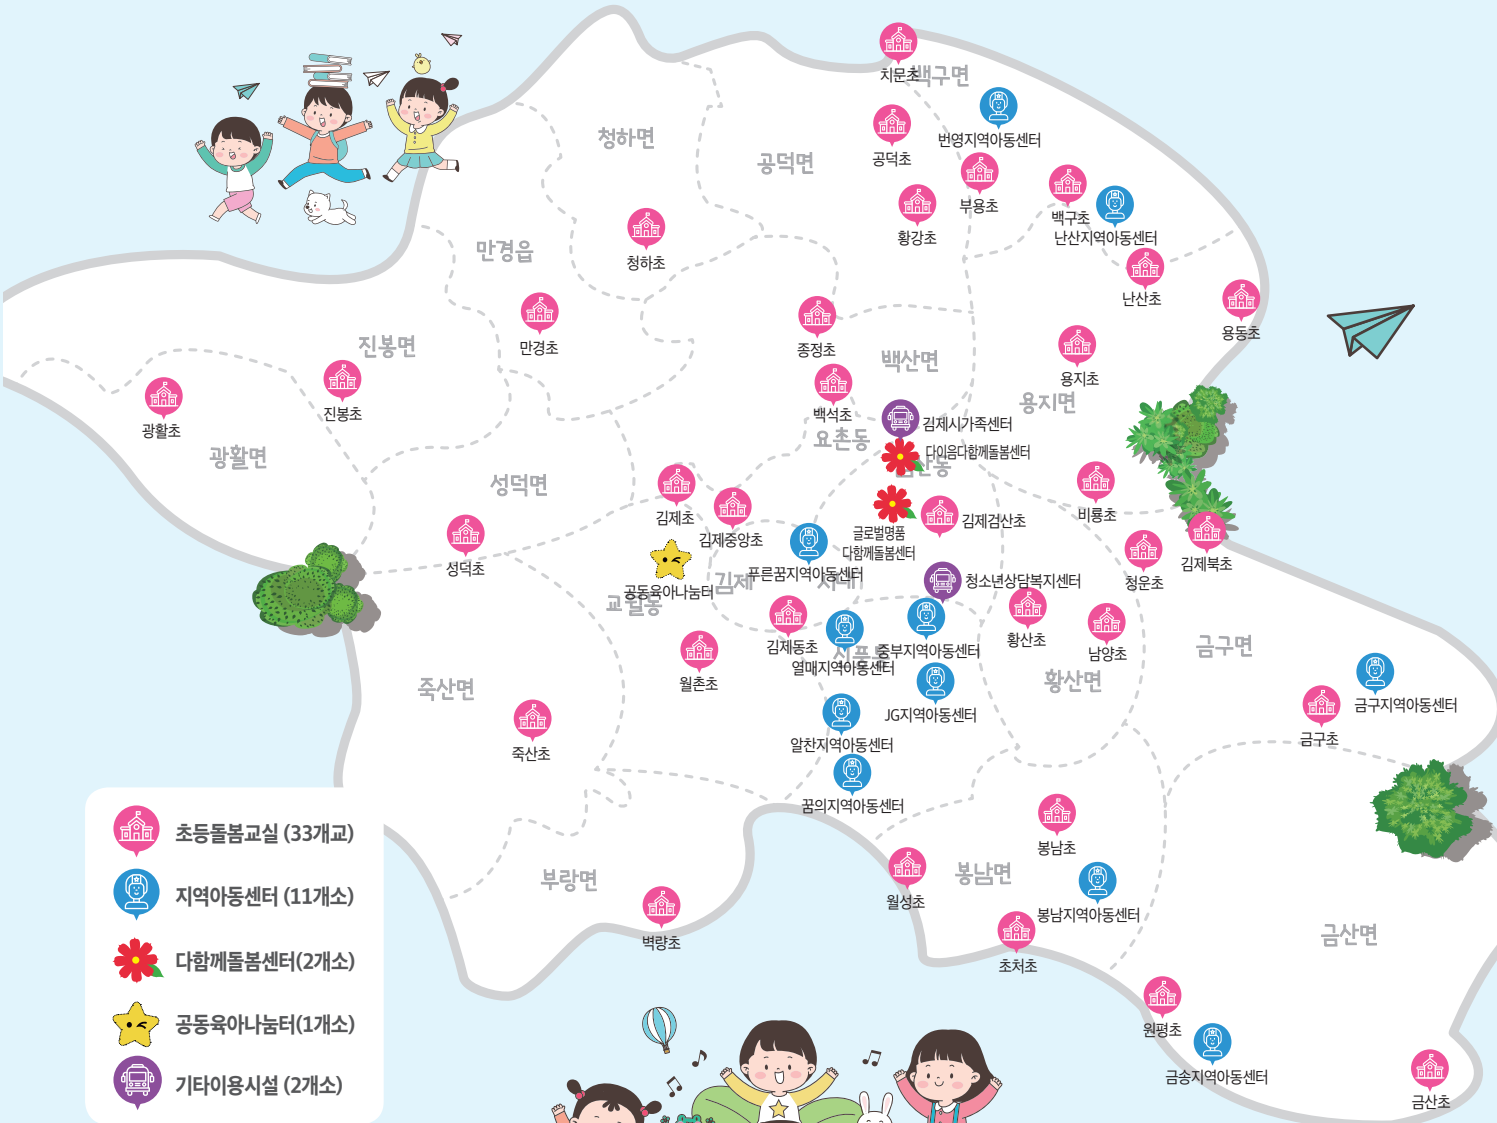 치문초
백구면
번영지역아동센터
청하면
공덕면
공덕초
부용초
백구초
황강초
난산지역아동센터
만경읍
청하초
난산초
용동초
진봉면
만경초
종정초
백산면
용지초
진봉초
백석초
용지면
광활초
김제시가족센터
요촌동
다이음다함께돌봄센터
광활면
성덕면
김제초
김제중앙초
김제검산초
비룡초
글로벌명품
다함께돌봄센터
성덕초
푸른꿈지역아동센터
김제
공동육아나눔터
교월동
청소년상담복지센터
청운초
김제북초
김제동초
중부지역아동센터
열매지역아동센터
황산초
남양초
금구면
월촌초
황산면
죽산면
JG지역아동센터
금구지역아동센터
죽산초
알찬지역아동센터
금구초
꿈의지역아동센터
봉남초
부랑면
봉남면
월성초
봉남지역아동센터
벽량초
초처초
금산면
원평초
금송지역아동센터
금산초
초등돌봄교실 (33개교)
지역아동센터 (11개소)
다함께돌봄센터(2개소)
공동육아나눔터(1개소)
기타이용시설 (2개소)